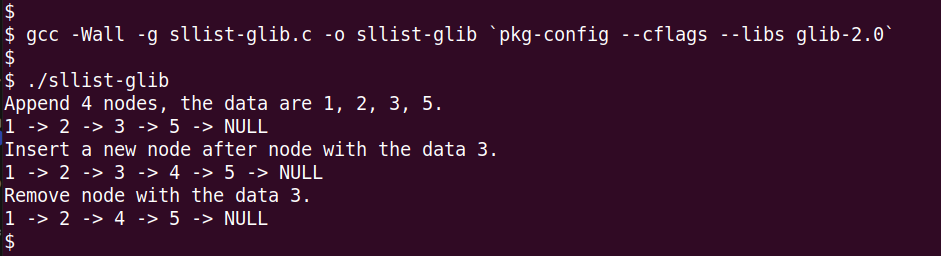 $
$ gcc -Wall -g sllist-glib.c -o sllist-glib `pkg-config --cflags --libs glib-2.0`
$
$ ./sllist-glib
Append 4 nodes, the data are 1, 2, 3, 5.
1 -> 2 -> 3 -> 5 -> NULL
Insert a new node after node with the data 3.
1 -> 2 -> 3 -> 4 -> 5 -> NULL
Remove node with the data 3.
1 -> 2 -> 4 -> 5 -> NULL
$